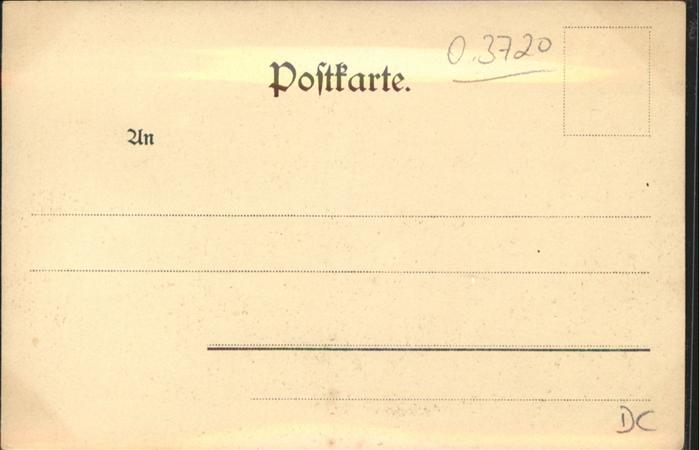 0.3720
Poſtkarte.
An
DC